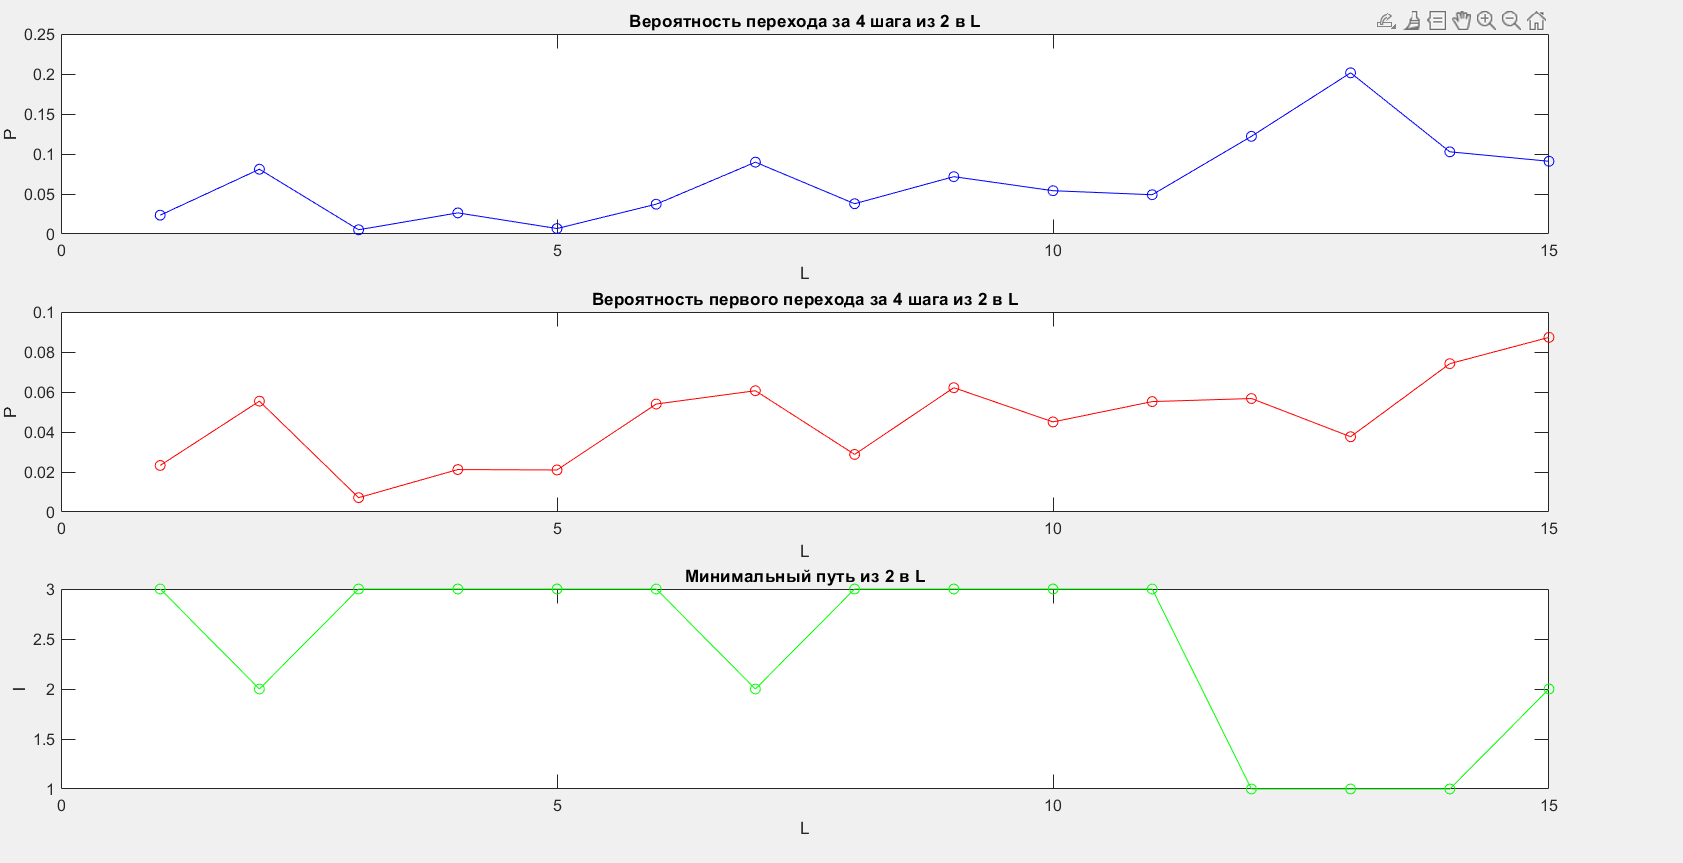 Вероятность перехода за 4 шага из 2 в L
0.25
0.2
0.15
0.1
0.05
0
P
0 5 10 15
L
Вероятность первого перехода за 4 шага из 2 в L
0.1
0.08
0.06
0.04
0.02
0
P
0 5 10 15
L
Минимальный путь из 2 в L
3
2.5
2
1.5
1
l
0 5 10 15
L